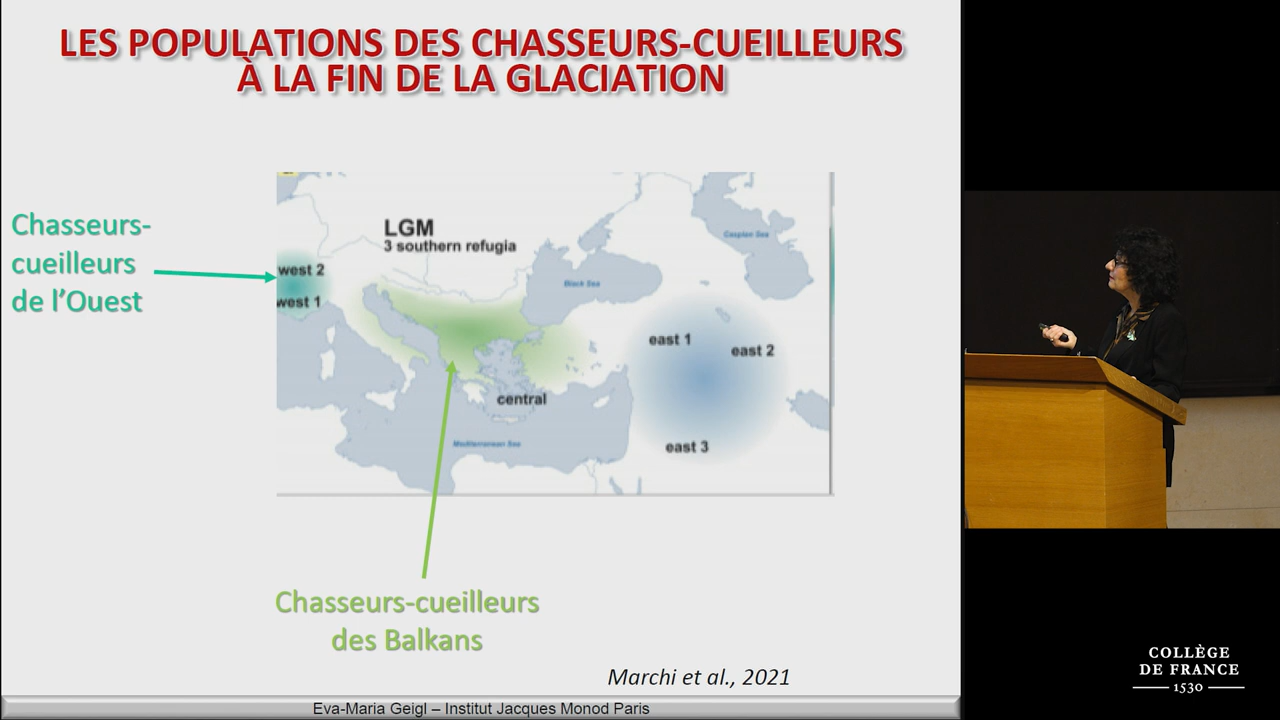 LES POPULATIONS DES CHASSEURS-CUEILLEURS
À LA FIN DE LA GLACIATION
Chasseurs-
cueilleurs
de l'Ouest
LGM
3 southern refugia
west 2
west 1
Caspian Sea
Black Sea
east 1
east 2
central
Mediterranean Sea
east 3
Chasseurs-cueilleurs
des Balkans
Marchi et al., 2021
Eva-Maria Geigl – Institut Jacques Monod Paris
COLLÈGE
DE FRANCE
1530